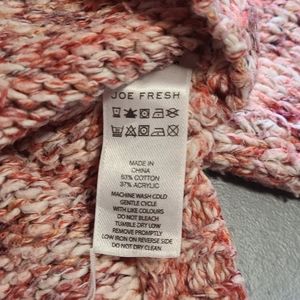 JOE FRESH
MADE IN
CHINA
63% COTTON
37% ACRYLIC
MACHINE WASH COLD
GENTLE CYCLE
WITH LIKE COLOURS
DO NOT BLEACH
TUMBLE DRY LOW
REMOVE PROMPTLY
LOW IRON ON REVERSE SIDE
DO NOT DRY CLEAN